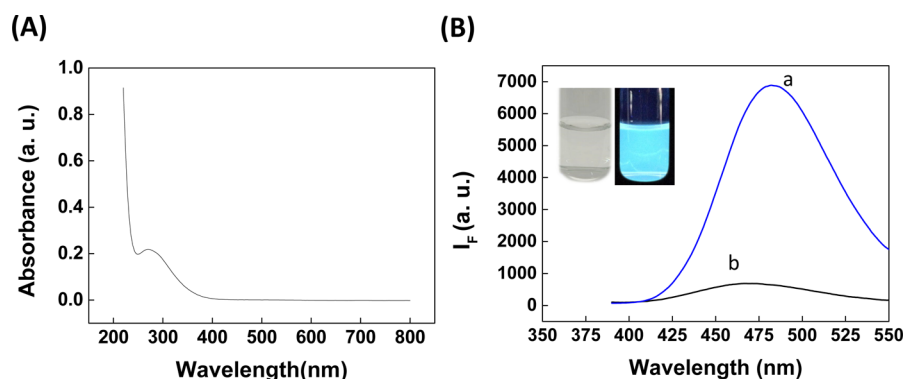 (A)
(B)
1.0
0.8
0.6
0.4
0.2
0.0
Absorbance (a. u.)
200 300 400 500 600 700 800
Wavelength(nm)
7000
6000
5000
4000
3000
2000
1000
0
I_F (a. u.)
a
b
350 375 400 425 450 475 500 525 550
Wavelength (nm)